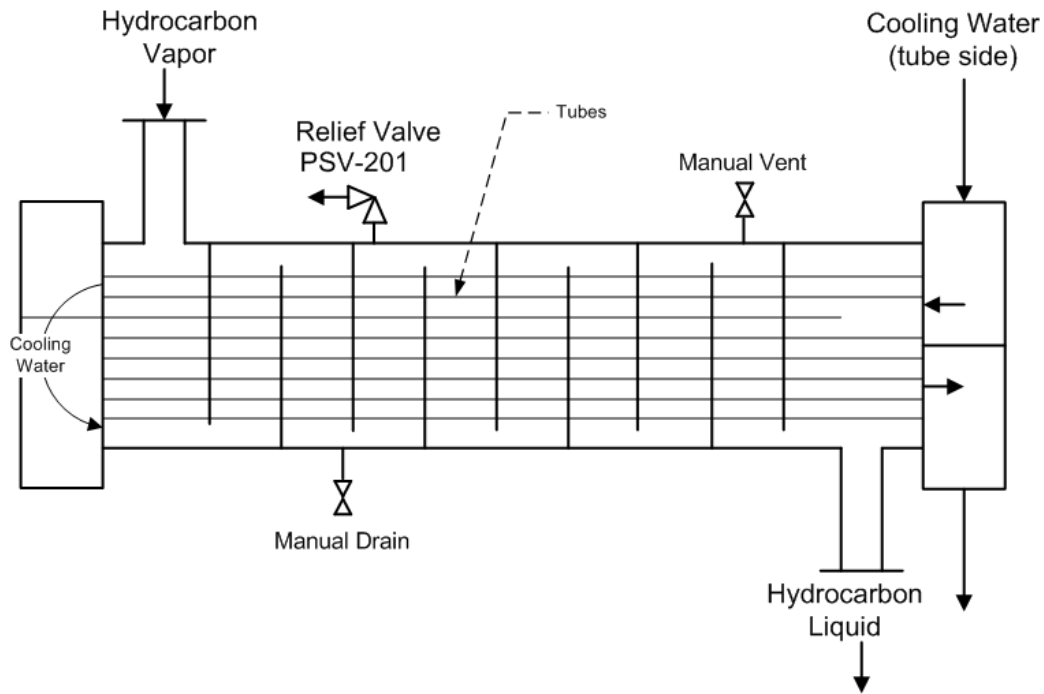 Hydrocarbon
Vapor
Cooling Water
(tube side)
Tubes
Relief Valve
PSV-201
Manual Vent
Cooling
Water
Manual Drain
Hydrocarbon
Liquid